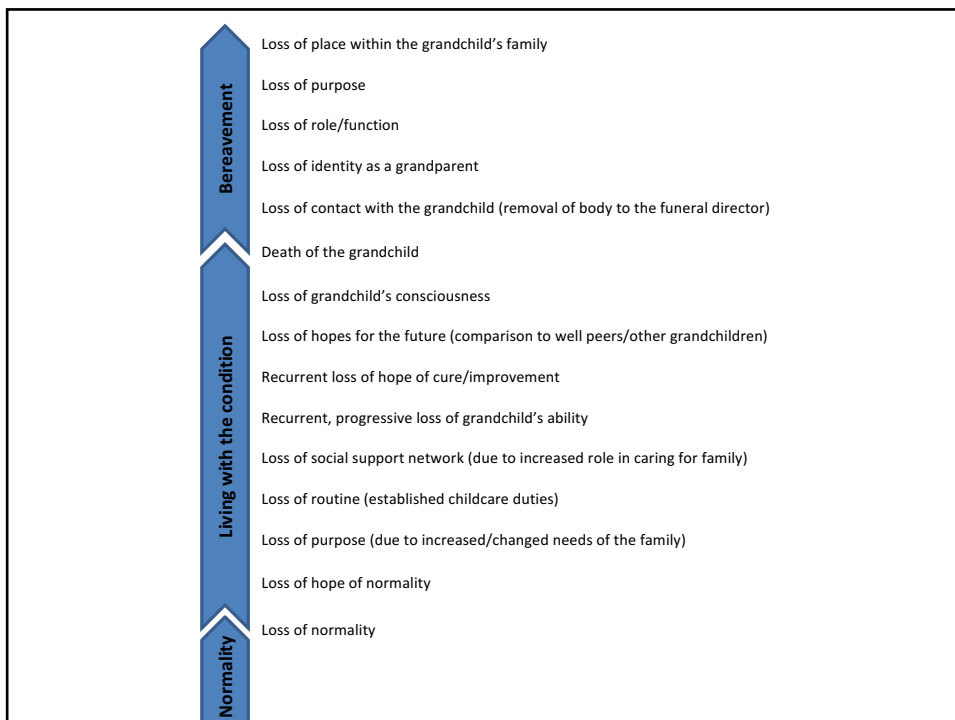 Loss of place within the grandchild’s family
Loss of purpose
Loss of role/function
Loss of identity as a grandparent
Loss of contact with the grandchild (removal of body to the funeral director)
Bereavement
Death of the grandchild
Loss of grandchild’s consciousness
Loss of hopes for the future (comparison to well peers/other grandchildren)
Recurrent loss of hope of cure/improvement
Recurrent, progressive loss of grandchild’s ability
Loss of social support network (due to increased role in caring for family)
Loss of routine (established childcare duties)
Loss of purpose (due to increased/changed needs of the family)
Loss of hope of normality
Living with the condition
Loss of normality
Normality